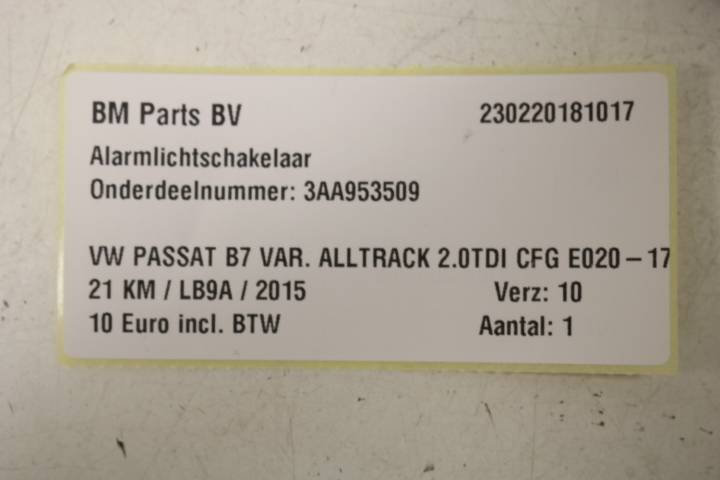 BM Parts BV 230220181017
Alarmlichtschakelaar
Onderdeelnummer: 3AA953509
VW PASSAT B7 VAR. ALLTRACK 2.0TDI CFG E020-17
21 KM / LB9A / 2015 Verz: 10
10 Euro incl. BTW Aantal: 1